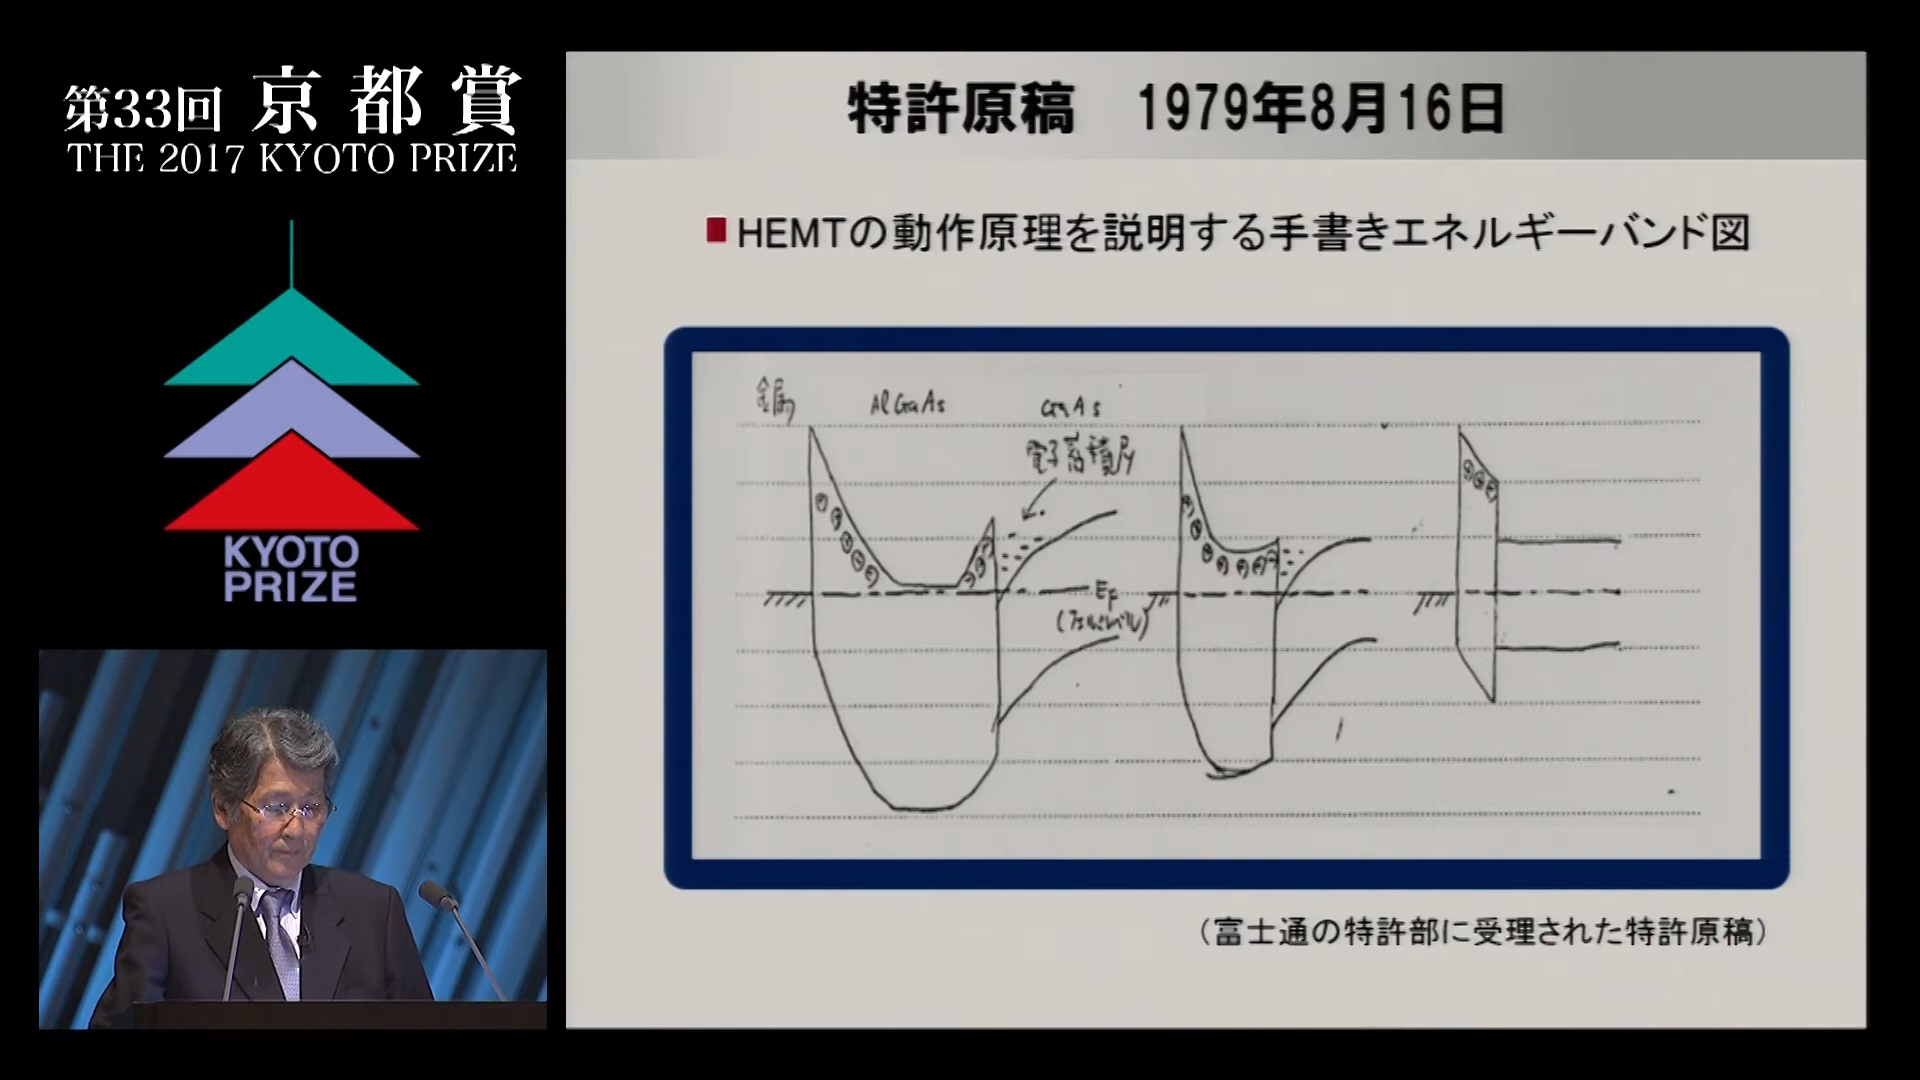 第33回 京都賞
THE 2017 KYOTO PRIZE
KYOTO
PRIZE
特許原稿 1979年8月16日
HEMTの動作原理を説明する手書きエネルギーバンド図
金属 AlGaAs GaAs
電子蓄積層
EF
(フェルミレベル)
(富士通の特許部に受理された特許原稿)